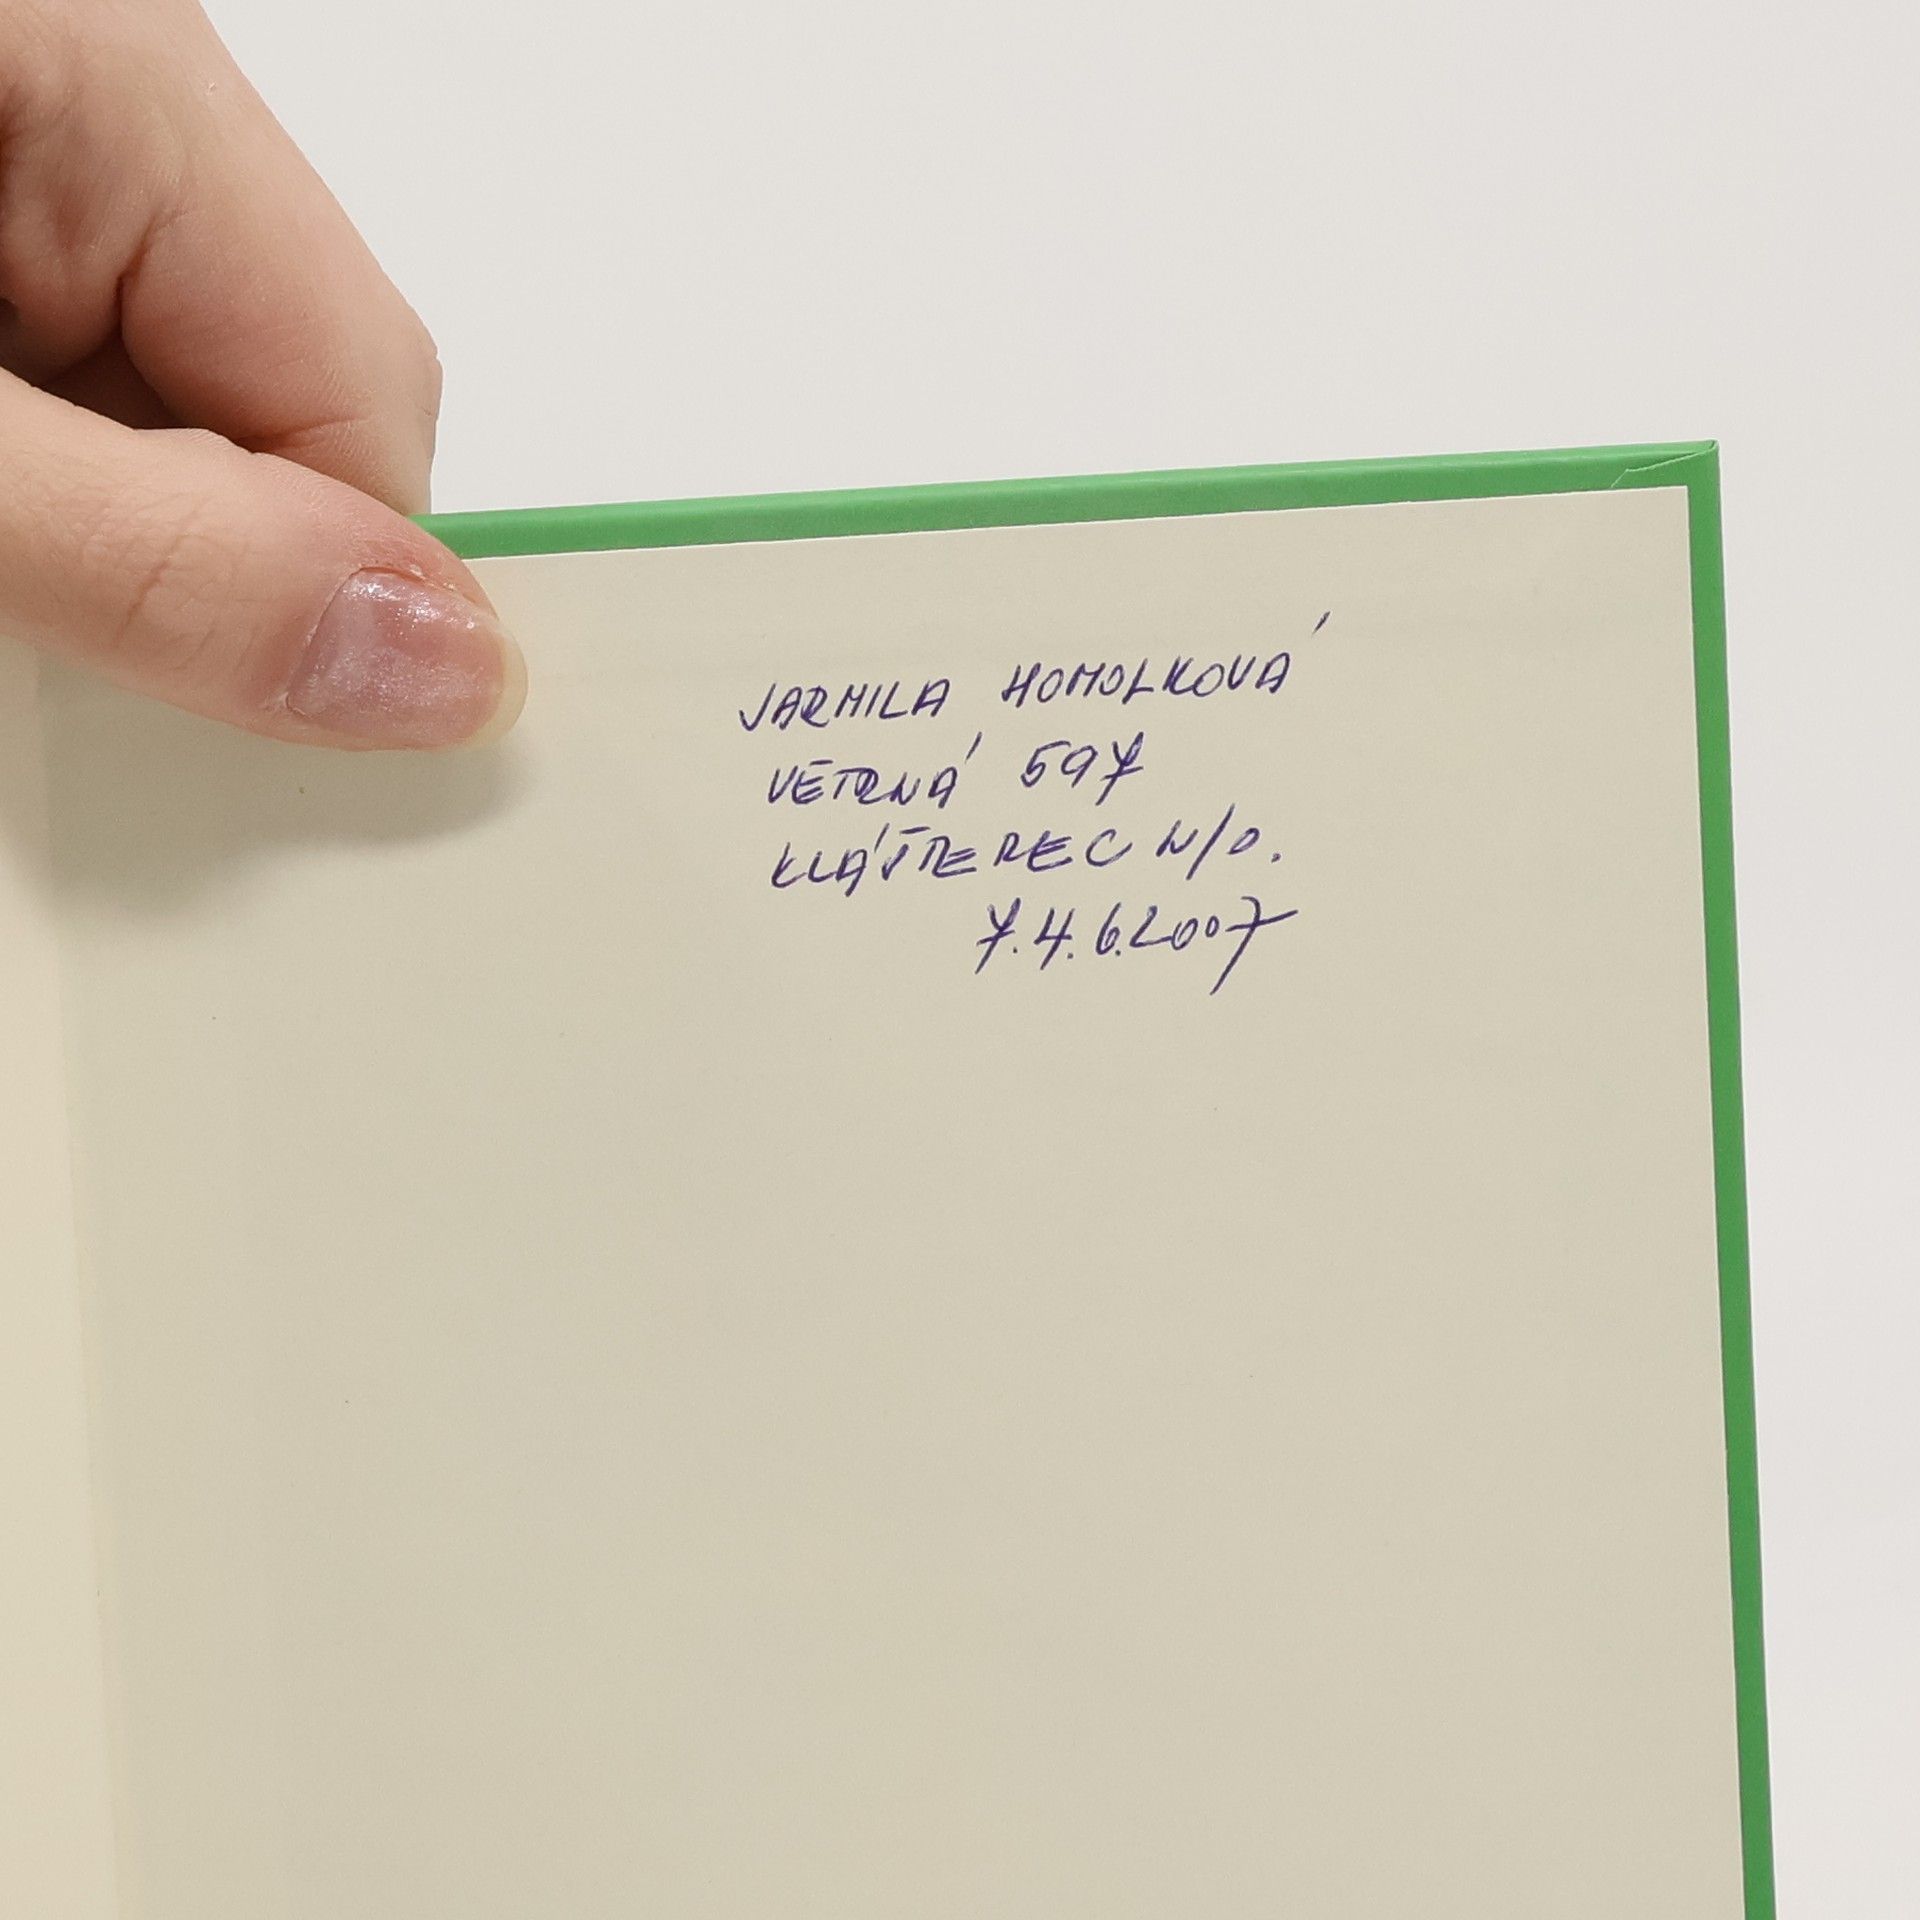 JARMILA HOMOLKOVÁ
VĚTRNÁ 597
KLÁŠTEREC N/O.
7.4.6.2007